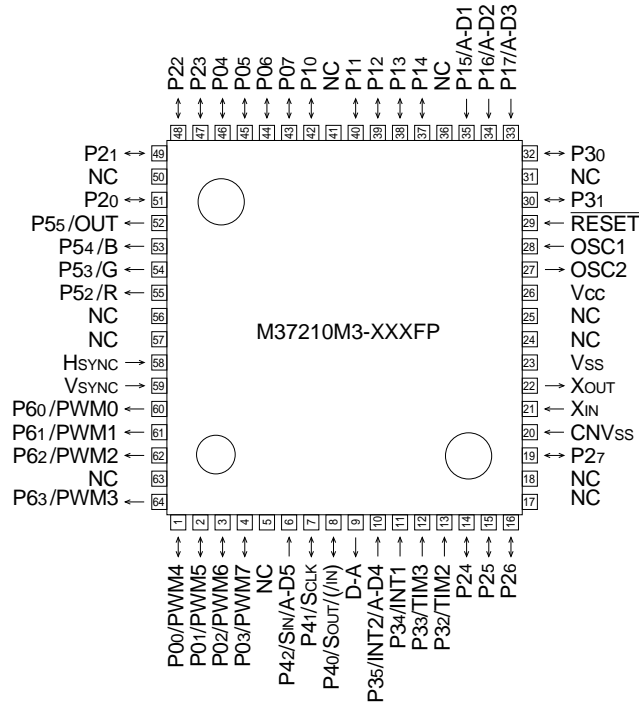 P22
P23
P04
P05
P06
P07
P10
NC
P11
P12
P13
P14
NC
P15/A-D1
P16/A-D2
P17/A-D3
48
47
46
45
44
43
42
41
40
39
38
37
36
35
34
33
P21 49
NC 50
P20 51
P55/OUT 52
P54/B 53
P53/G 54
P52/R 55
NC 56
NC 57
HSYNC 58
VSYNC 59
P60/PWM0 60
P61/PWM1 61
P62/PWM2 62
NC 63
P63/PWM3 64
M37210M3-XXXFP
32 P30
31 NC
30 P31
29 RESET
28 OSC1
27 OSC2
26 Vcc
25 NC
24 NC
23 VSS
22 XOUT
21 XIN
20 CNVSS
19 P27
18 NC
17 NC
1
2
3
4
5
6
7
8
9
10
11
12
13
14
15
16
P00/PWM4
P01/PWM5
P02/PWM6
P03/PWM7
NC
P42/SIN/A-D5
P41/SCLK
P40/SOUT/(/IN)
D-A
P35/INT2/A-D4
P34/INT1
P33/TIM3
P32/TIM2
P24
P25
P26